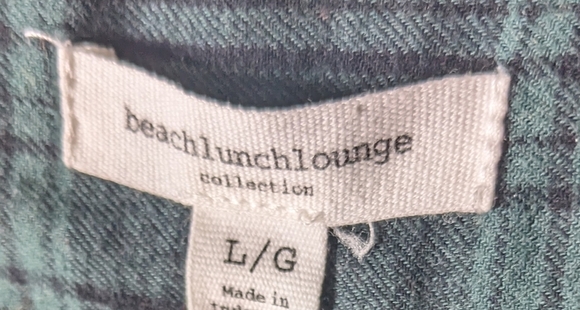 beachlunchlounge
collection
L/G
Made in